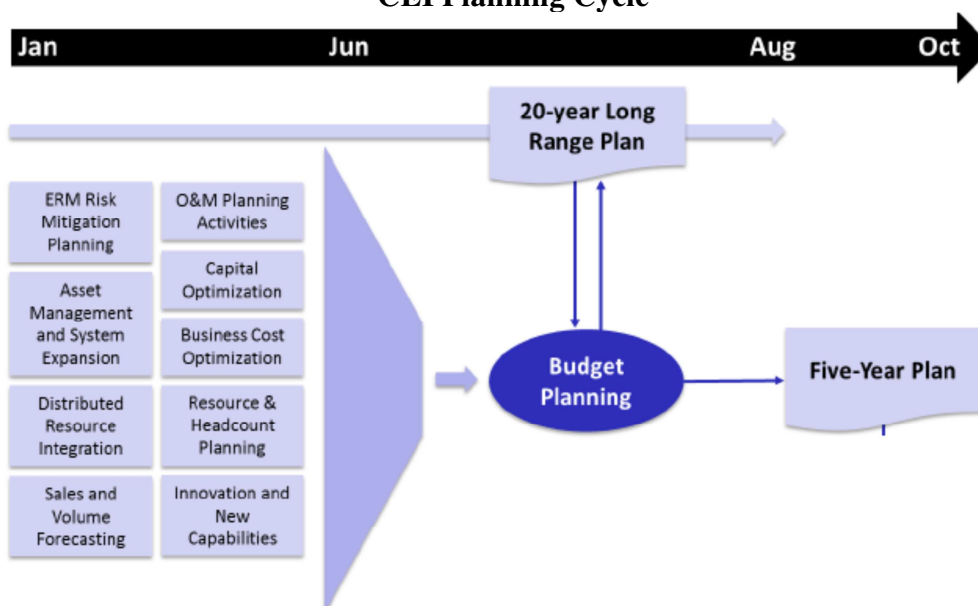 Planning Cycle
Jan Jun Aug Oct
20-year Long
Range Plan
ERM Risk
Mitigation
Planning
O&M Planning
Activities
Asset
Management
and System
Expansion
Capital
Optimization
Business Cost
Optimization
Distributed
Resource
Integration
Resource &
Headcount
Planning
Sales and
Volume
Forecasting
Innovation and
New
Capabilities
Budget
Planning
Five-Year Plan